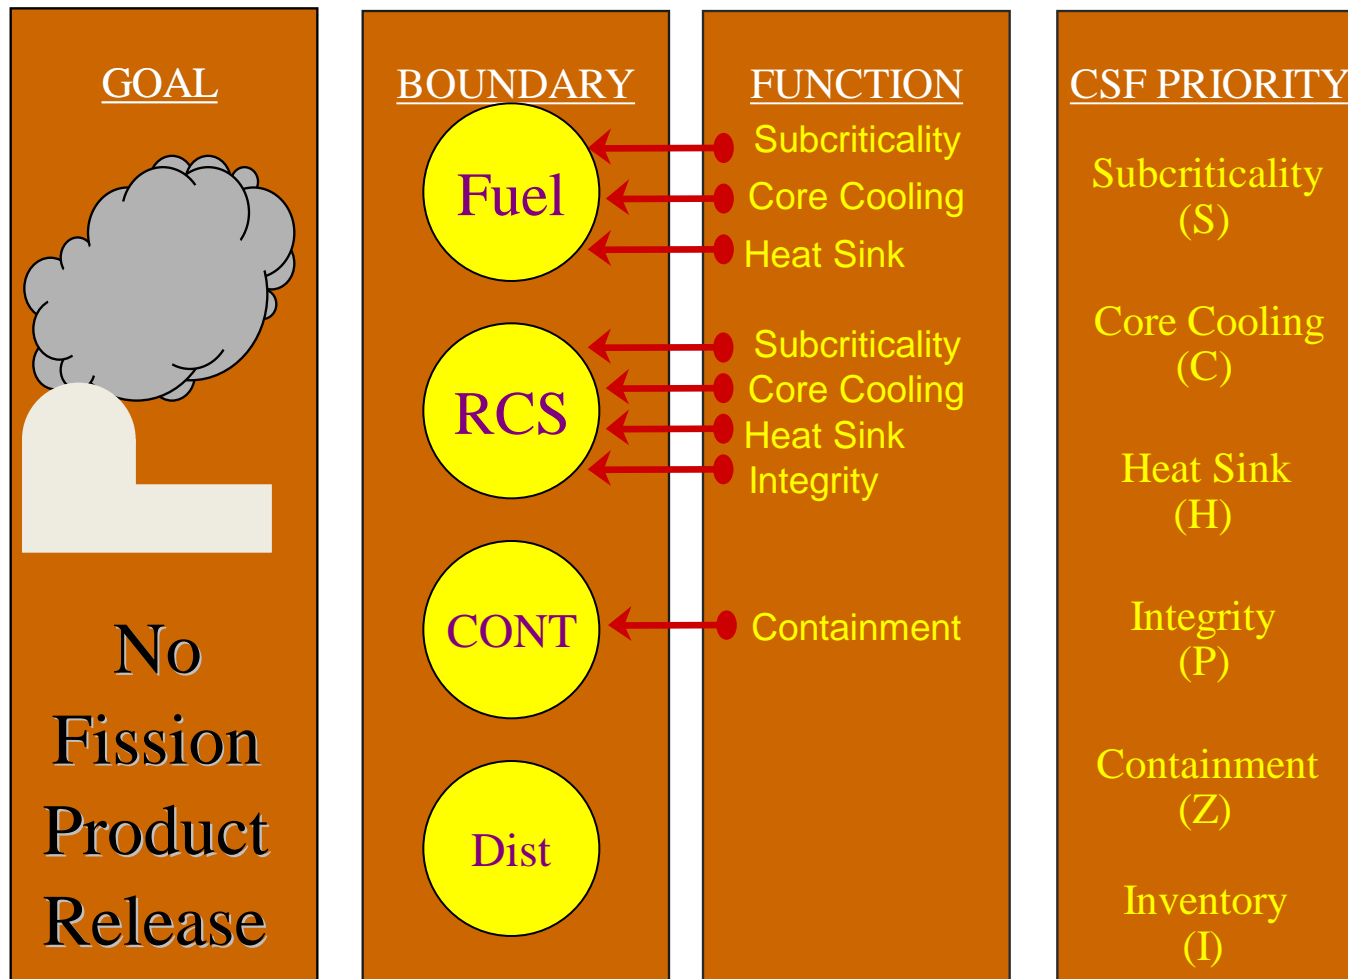 GOAL
No
Fission
Product
Release
BOUNDARY
Fuel
RCS
CONT
Dist
FUNCTION
Subcriticality
Core Cooling
Heat Sink
Subcriticality
Core Cooling
Heat Sink
Integrity
Containment
CSF PRIORITY
Subcriticality
(S)
Core Cooling
(C)
Heat Sink
(H)
Integrity
(P)
Containment
(Z)
Inventory
(I)